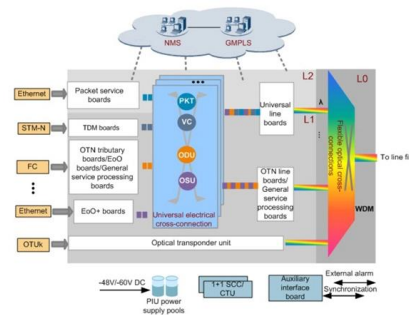 NMS
GMPLS
L2
L0
Ethernet
Packet service
boards
PKT
Universal
line
boards
λ
L1
STM-N
TDM boards
VC
FC
OTN tributary
boards/EoO
boards/General
service processing
boards
ODU
Flexible optical cross-
connections
To line fi
OSU
OTN line
boards/
General
service
processing
boards
Ethernet
EoO+ boards
Universal electrical
cross-connection
WDM
OTUk
Optical transponder unit
-48V/-60V DC
PIU power
supply pools
1+1 SCC/
CTU
Auxiliary
interface
board
External alarm
Synchronization